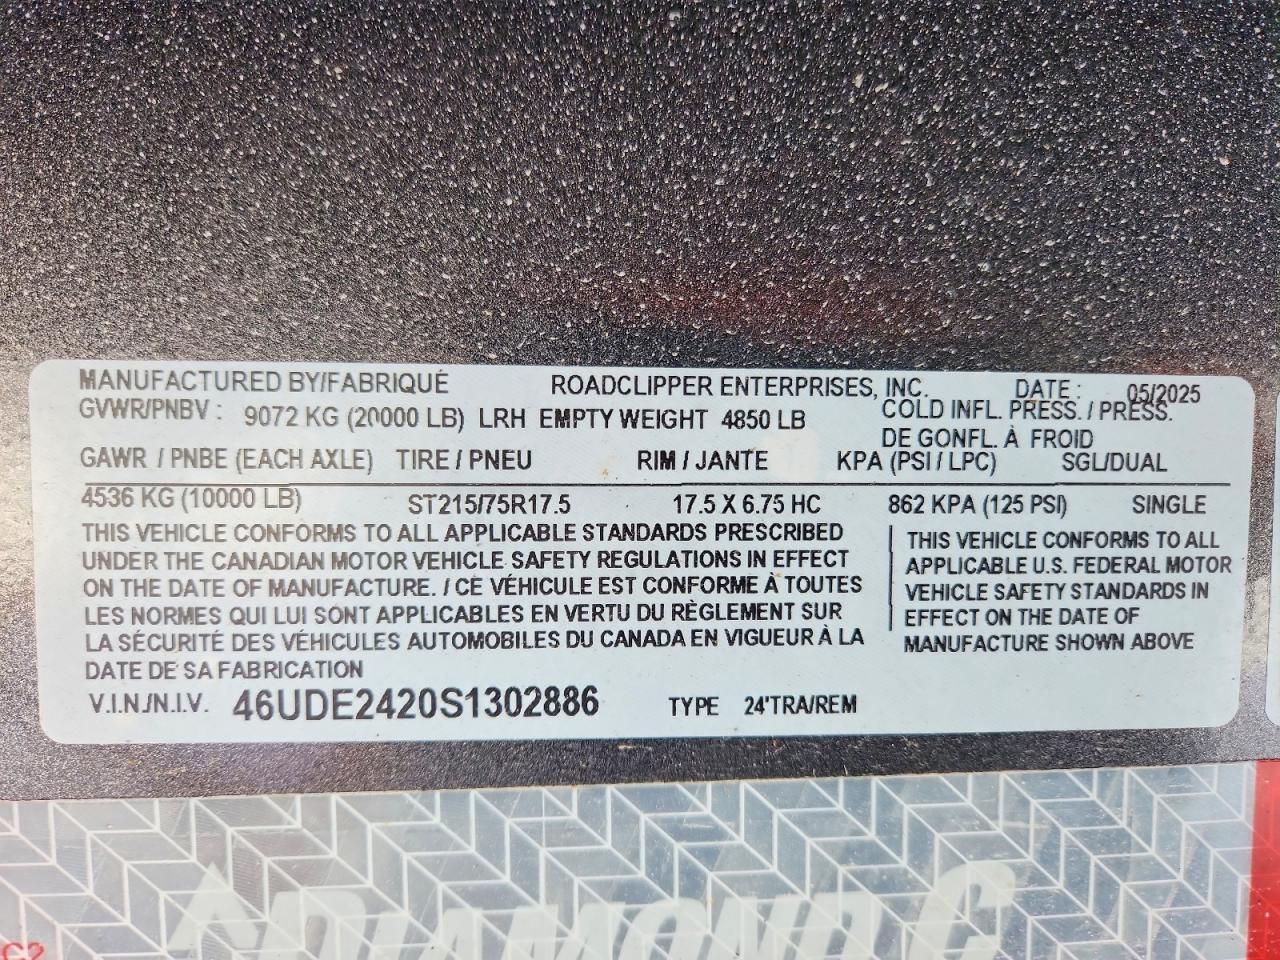 MANUFACTURED BY/FABRIQUÉ ROADCLIPPER ENTERPRISES, INC. DATE: 05/2025
GVWR/PNBV: 9072 KG (20000 LB) LRH EMPTY WEIGHT 4850 LB COLD INFL. PRESS. / PRESS.
DE GONFL. À FROID
GAWR / PNBE (EACH AXLE) TIRE / PNEU RIM / JANTE KPA (PSI / LPC) SGL/DUAL
4536 KG (10000 LB) ST215/75R17.5 17.5 X 6.75 HC 862 KPA (125 PSI) SINGLE
THIS VEHICLE CONFORMS TO ALL APPLICABLE STANDARDS PRESCRIBED
UNDER THE CANADIAN MOTOR VEHICLE SAFETY REGULATIONS IN EFFECT
ON THE DATE OF MANUFACTURE. / CE VÉHICULE EST CONFORME À TOUTES
LES NORMES QUI LUI SONT APPLICABLES EN VERTU DU RÈGLEMENT SUR
LA SÉCURITÉ DES VÉHICULES AUTOMOBILES DU CANADA EN VIGUEUR À LA
DATE DE SA FABRICATION
THIS VEHICLE CONFORMS TO ALL
APPLICABLE U.S. FEDERAL MOTOR
VEHICLE SAFETY STANDARDS IN
EFFECT ON THE DATE OF
MANUFACTURE SHOWN ABOVE
V.I.N./N.I.V. 46UDE2420S1302886 TYPE 24'TRA/REM
DIAMOND C
C2